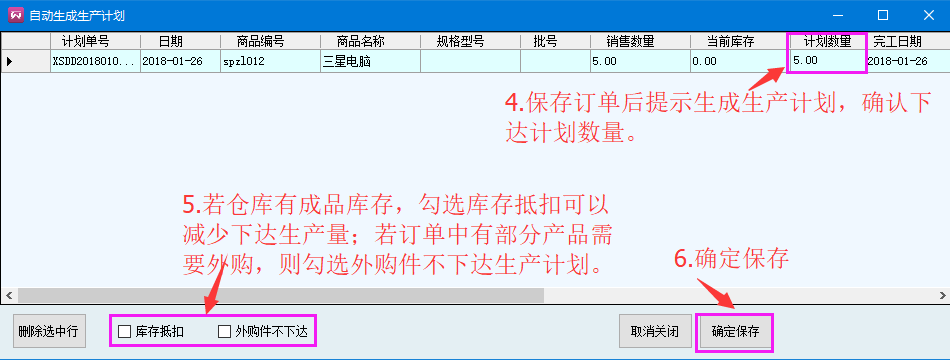 自动生成生产计划
计划单号 日期 商品编号 商品名称 规格型号 批号 销售数量 当前库存 计划数量 完工日期
XSDD2018010... 2018-01-26 spzl012 三星电脑 5.00 0.00 5.00 2018-01-26
4.保存订单后提示生成生产计划，确认下
达计划数量。
5.若仓库有成品库存，勾选库存抵扣可以
减少下达生产量；若订单中有部分产品需
要外购，则勾选外购件不下达生产计划。
6.确定保存
删除选中行 库存抵扣 外购件不下达 取消关闭 确定保存